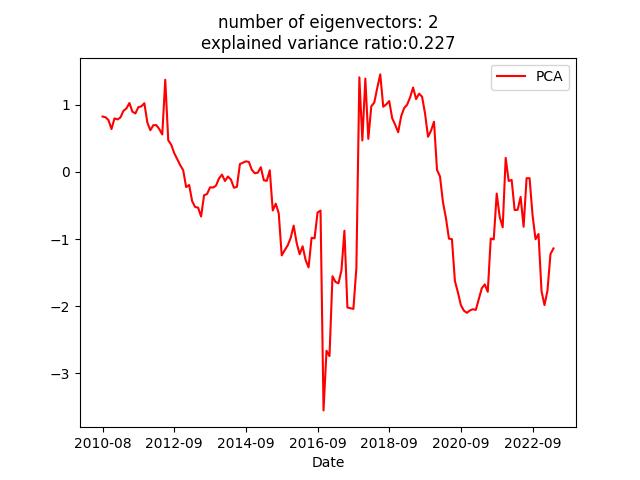 number of eigenvectors: 2
explained variance ratio:0.227
PCA
1
0
−1
−2
−3
2010-08 2012-09 2014-09 2016-09 2018-09 2020-09 2022-09
Date